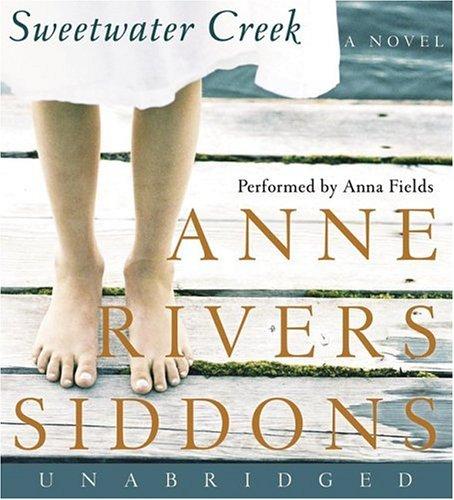 Sweetwater Creek
A NOVEL
Performed by Anna Fields
ANNE
RIVERS
SIDDONS
UNABRIDGED